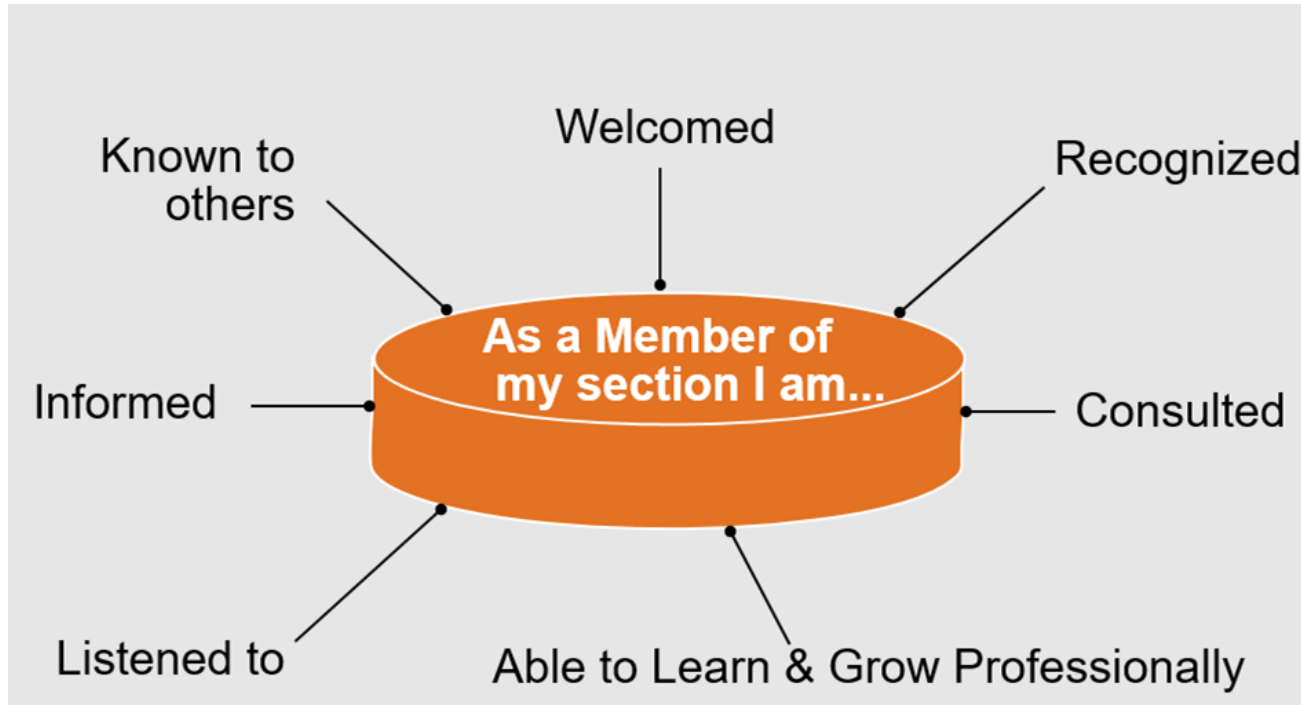 Welcomed
Known to
others
Recognized
As a Member of
my section I am...
Informed
Consulted
Listened to
Able to Learn & Grow Professionally